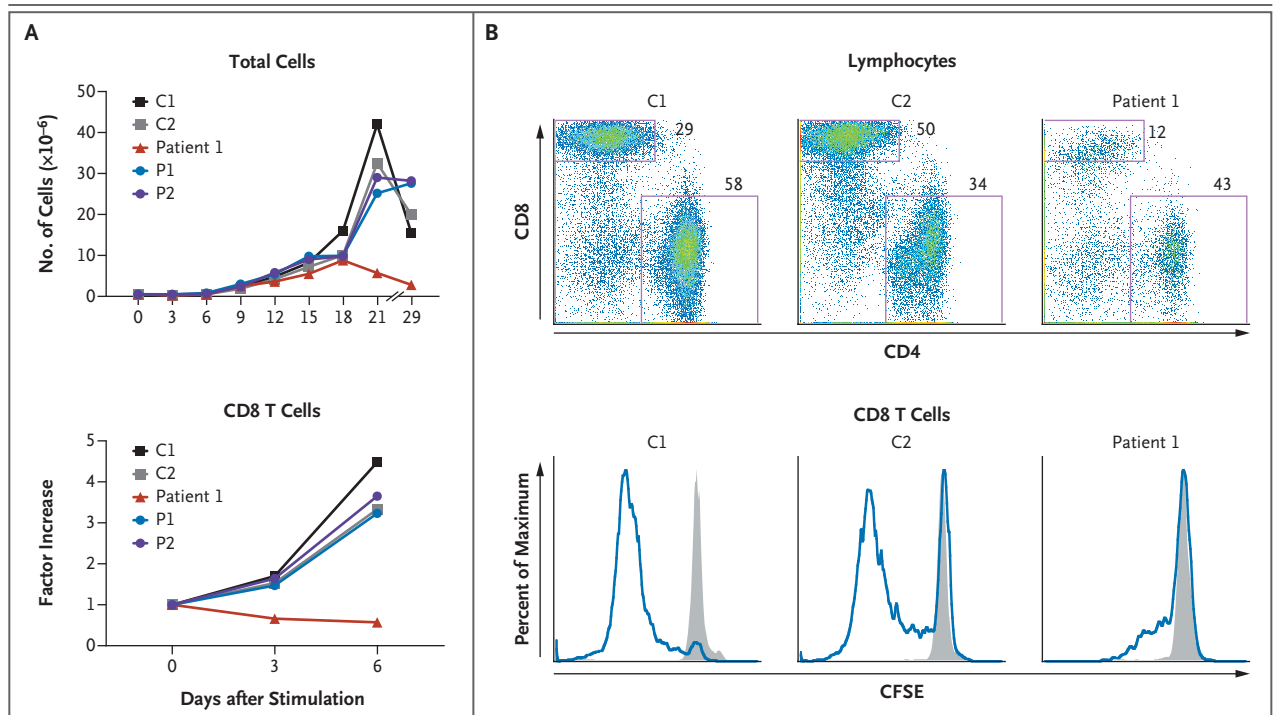 A
Total Cells
No. of Cells (×10⁻⁶)
50
40
30
20
10
0
C1
C2
Patient 1
P1
P2
0 3 6 9 12 15 18 21 29
CD8 T Cells
Factor Increase
5
4
3
2
1
0
C1
C2
Patient 1
P1
P2
0 3 6
Days after Stimulation
B
Lymphocytes
C1 C2 Patient 1
29 50 12
58 34 43
CD8
CD4
CD8 T Cells
C1 C2 Patient 1
Percent of Maximum
CFSE